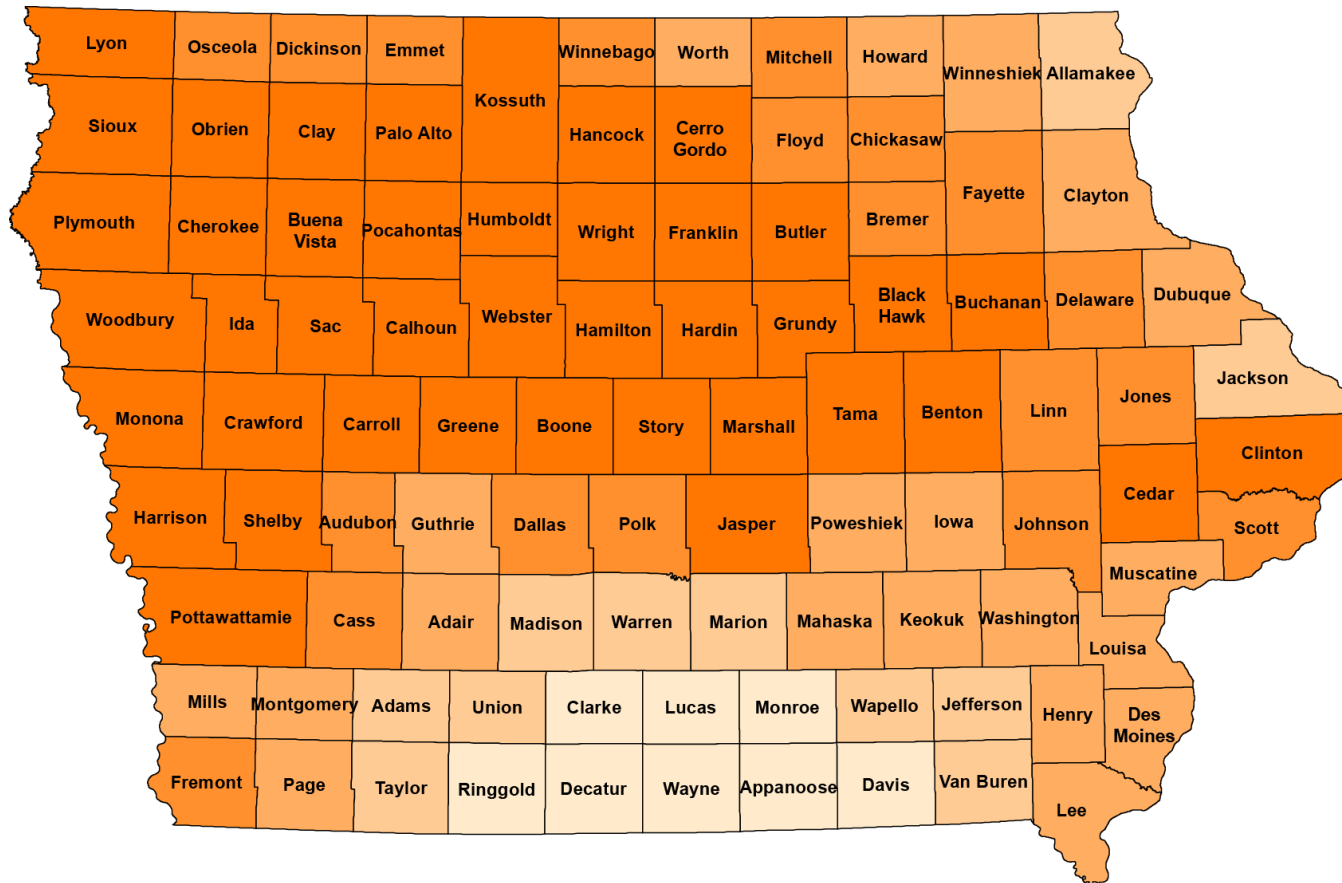 Lyon
Osceola
Dickinson
Emmet
Kossuth
Winnebago
Worth
Mitchell
Howard
Winneshiek
Allamakee
Sioux
Obrien
Clay
Palo Alto
Hancock
Cerro
Gordo
Floyd
Chickasaw
Plymouth
Cherokee
Buena
Vista
Pocahontas
Humboldt
Wright
Franklin
Butler
Bremer
Fayette
Clayton
Woodbury
Ida
Sac
Calhoun
Webster
Hamilton
Hardin
Grundy
Black
Hawk
Buchanan
Delaware
Dubuque
Monona
Crawford
Carroll
Greene
Boone
Story
Marshall
Tama
Benton
Linn
Jones
Jackson
Clinton
Harrison
Shelby
Audubon
Guthrie
Dallas
Polk
Jasper
Poweshiek
Iowa
Johnson
Cedar
Scott
Muscatine
Pottawattamie
Cass
Adair
Madison
Warren
Marion
Mahaska
Keokuk
Washington
Louisa
Mills
Montgomery
Adams
Union
Clarke
Lucas
Monroe
Wapello
Jefferson
Henry
Des
Moines
Fremont
Page
Taylor
Ringgold
Decatur
Wayne
Appanoose
Davis
Van Buren
Lee